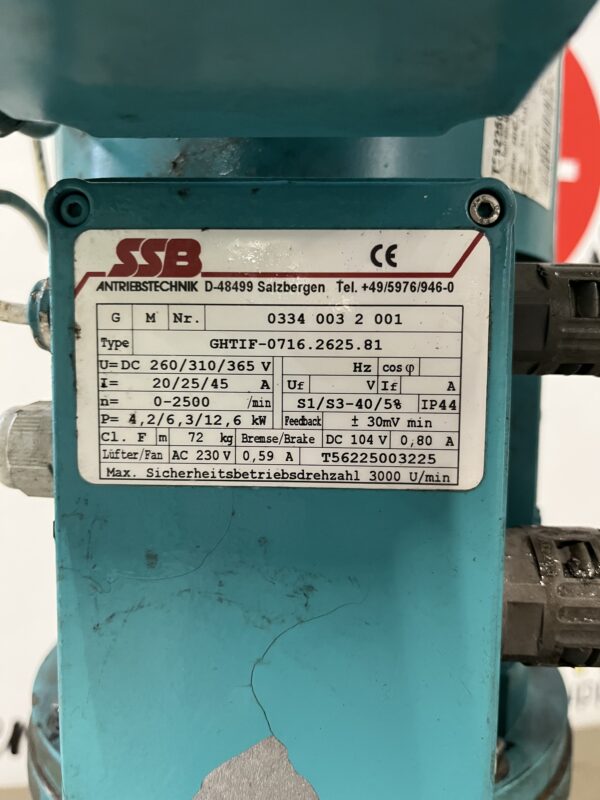 SSB
CE
ANTRIEBSTECHNIK D-48499 Salzbergen Tel. +49/5976/946-0
G M Nr. 0334 003 2 001
Type GHTIF-0716.2625.81
U= DC 260/310/365 V Hz cos φ
I= 20/25/45 A Uf V If A
n= 0-2500 /min S1/S3-40/5% IP44
P= 4,2/6,3/12,6 kW Feedback ± 30mV min
Cl. F m 72 kg Bremse/Brake DC 104 V 0,80 A
Lüfter/Fan AC 230 V 0,59 A T56225003225
Max. Sicherheitsbetriebsdrehzahl 3000 U/min